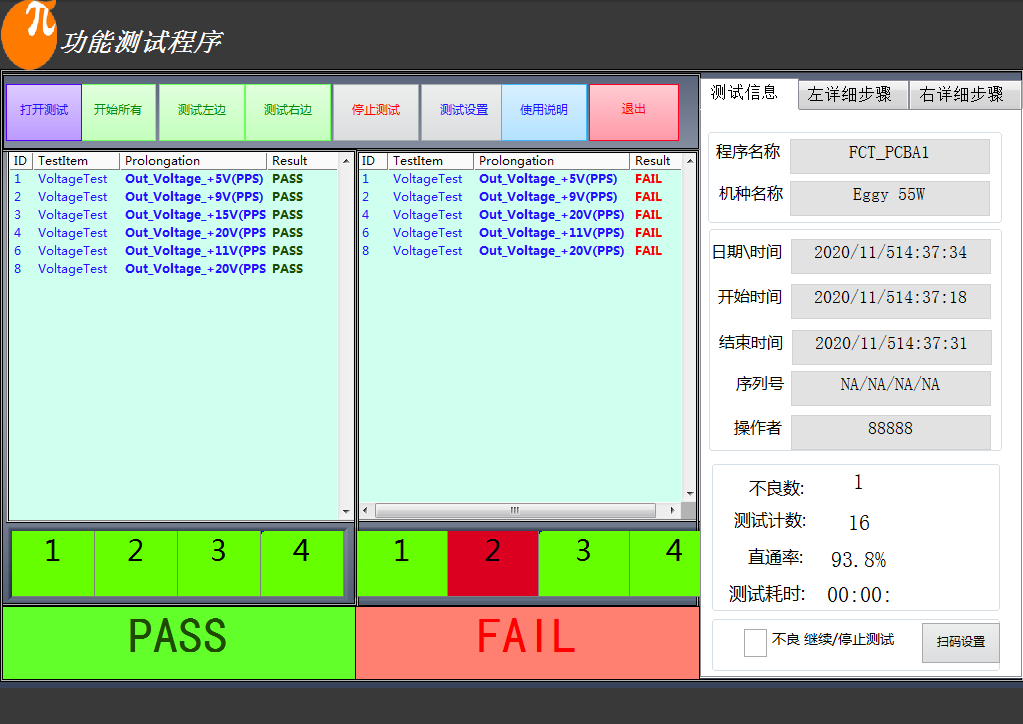 π
功能测试程序
打开测试 开始所有 测试左边 测试右边 停止测试 测试设置 使用说明 退出
测试信息 左详细步骤 右详细步骤
ID TestItem Prolongation Result
1 VoltageTest Out_Voltage_+5V(PPS) PASS
2 VoltageTest Out_Voltage_+9V(PPS) PASS
3 VoltageTest Out_Voltage_+15V(PPS PASS
4 VoltageTest Out_Voltage_+20V(PPS PASS
6 VoltageTest Out_Voltage_+11V(PPS PASS
8 VoltageTest Out_Voltage_+20V(PPS PASS
ID TestItem Prolongation Result
1 VoltageTest Out_Voltage_+5V(PPS) FAIL
2 VoltageTest Out_Voltage_+9V(PPS) FAIL
4 VoltageTest Out_Voltage_+20V(PPS) FAIL
6 VoltageTest Out_Voltage_+11V(PPS) FAIL
8 VoltageTest Out_Voltage_+20V(PPS) FAIL
1 2 3 4
1 2 3 4
PASS
FAIL
程序名称 FCT_PCBA1
机种名称 Eggy 55W
日期\时间 2020/11/514:37:34
开始时间 2020/11/514:37:18
结束时间 2020/11/514:37:31
序列号 NA/NA/NA/NA
操作者 88888
不良数: 1
测试计数: 16
直通率: 93.8%
测试耗时: 00:00:
不良 继续/停止测试 扫码设置